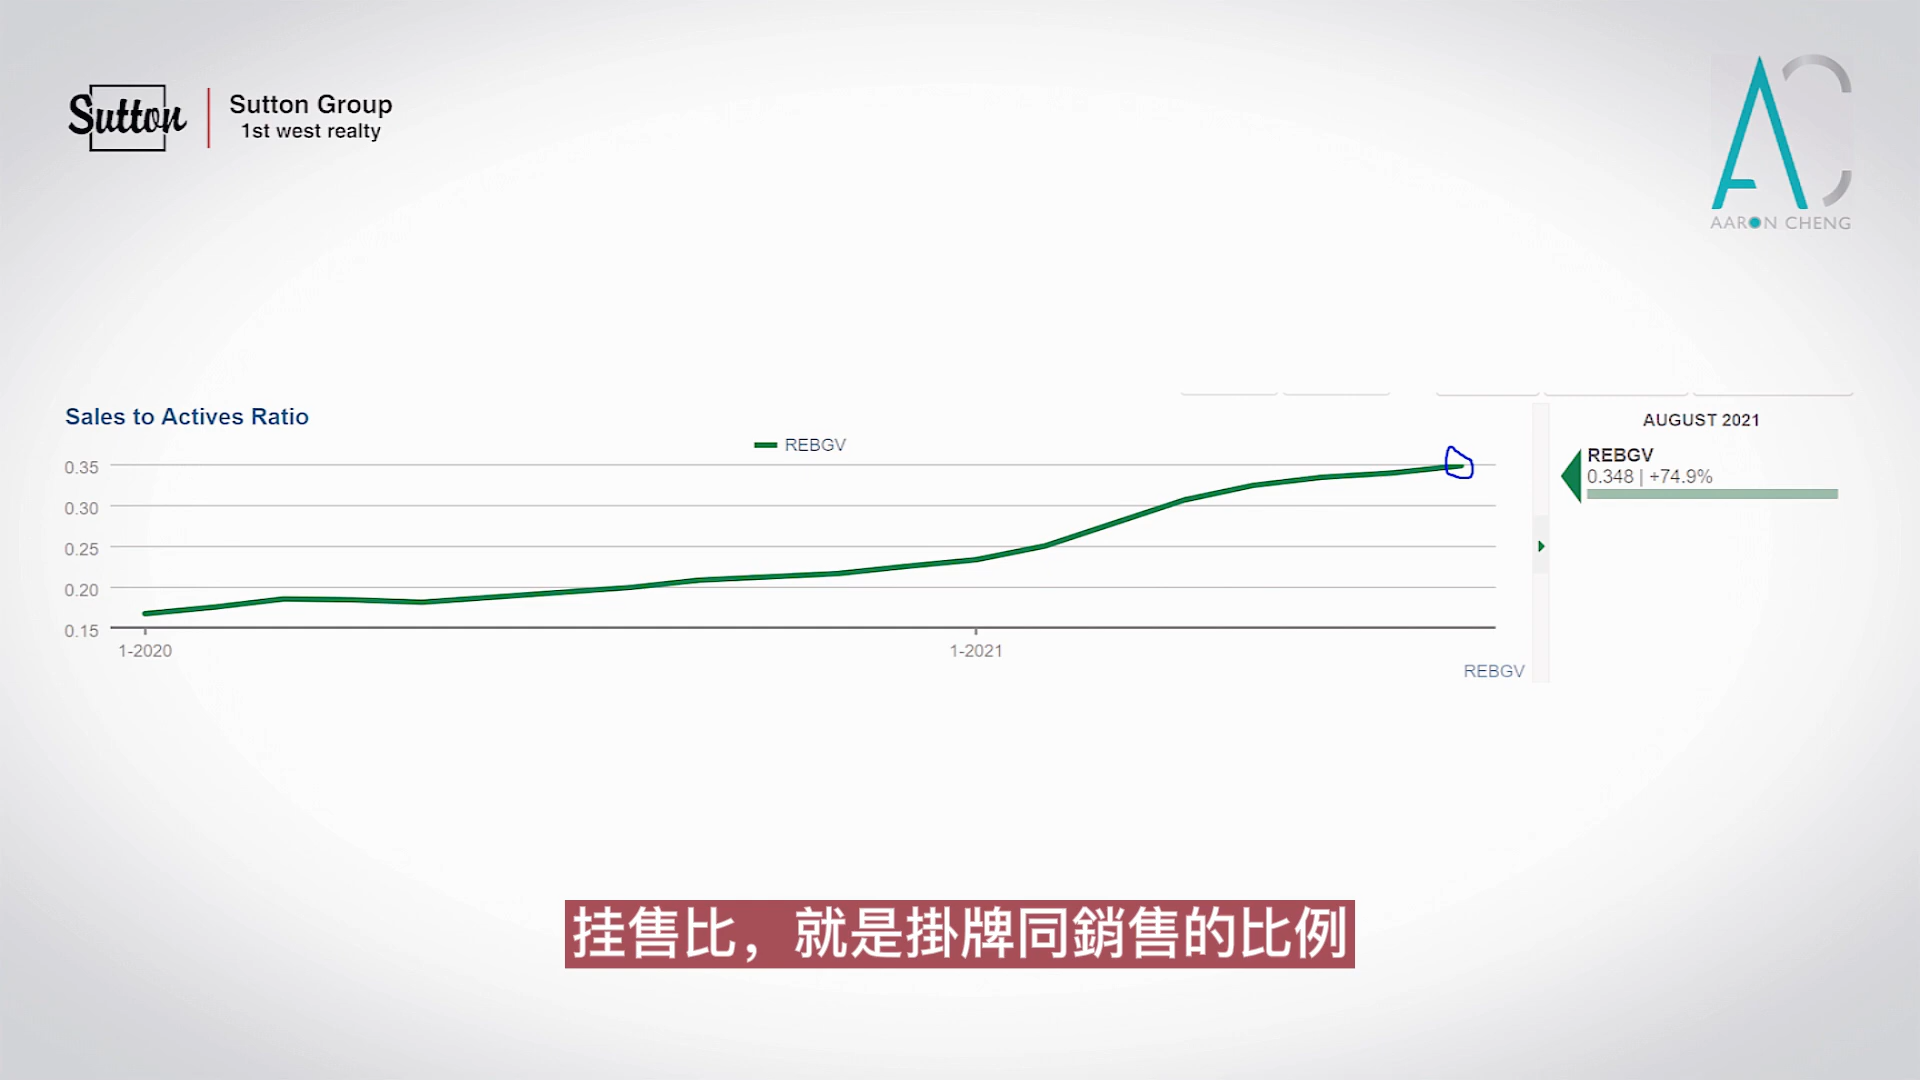 Sutton
Sutton Group
1st west realty
AC
AARON CHENG
Sales to Actives Ratio
REBGV
0.35
0.30
0.25
0.20
0.15
1-2020
1-2021
REBGV
AUGUST 2021
REBGV
0.348 | +74.9%
挂售比，就是掛牌同銷售的比例